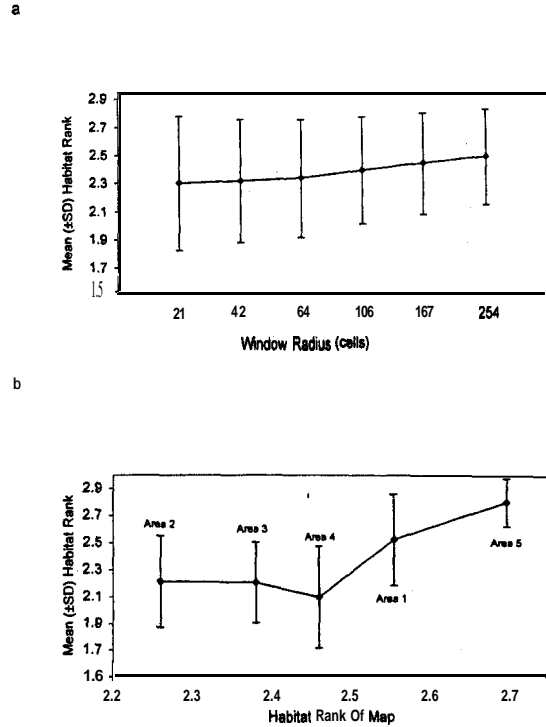 a
2.9
2.7
2.5
2.3
2.1
1.9
1.7
1.5
Mean (±SD) Habitat Rank
21 42 64 106 167 254
Window Radius (cells)
b
2.9
2.7
2.5
2.3
2.1
1.9
1.7
1.6
Mean (±SD) Habitat Rank
Area 2
Area 3
Area 4
Area 1
Area 5
2.2 2.3 2.4 2.5 2.6 2.7
Habitat Rank Of Map